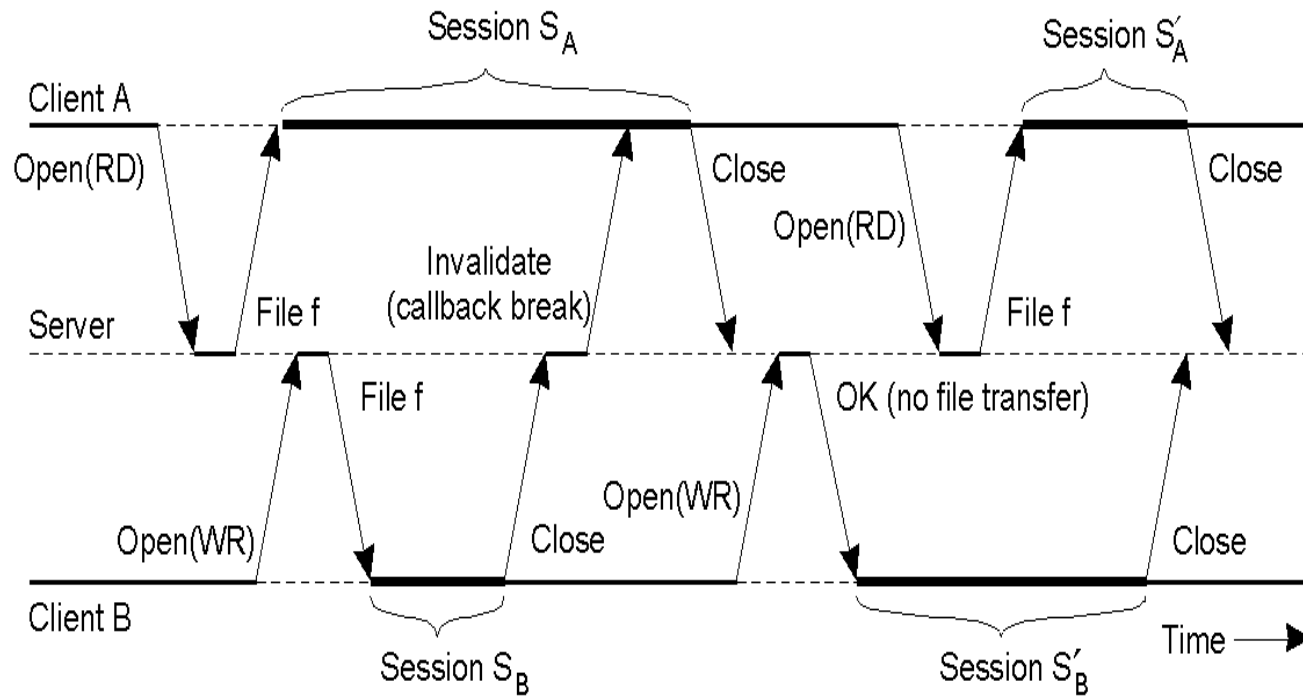 Session S_A
Session S′_A
Client A
Open(RD)
Close
Close
Open(RD)
Invalidate
(callback break)
File f
File f
Server
File f
OK (no file transfer)
Open(WR)
Open(WR)
Close
Close
Client B
Time
Session S_B
Session S′_B